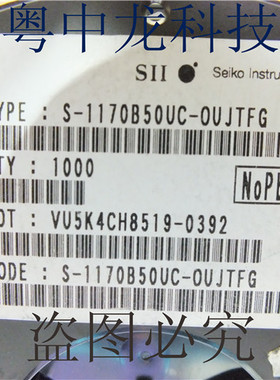 粤中龙科技
SII Seiko Instru
YPE : S-1170B50UC-OUJTFG
TY : 1000
NoPb
OT : VU5K4CH8519-0392
ODE : S-1170B50UC-OUJTFG
盗图必究